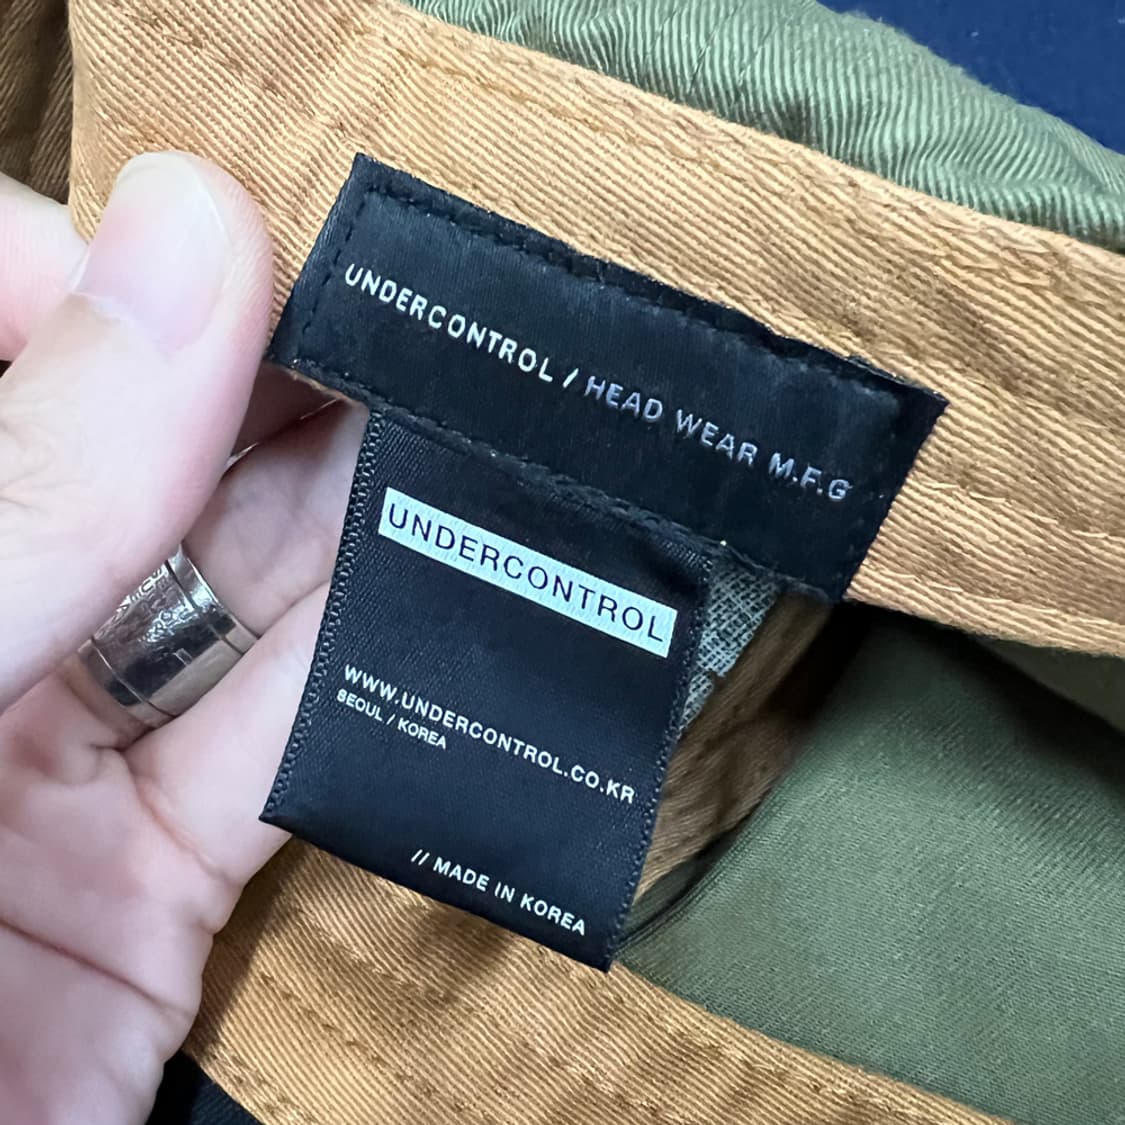 UNDERCONTROL / HEAD WEAR M.F.G
UNDERCONTROL
WWW.UNDERCONTROL.CO.KR
SEOUL / KOREA
// MADE IN KOREA